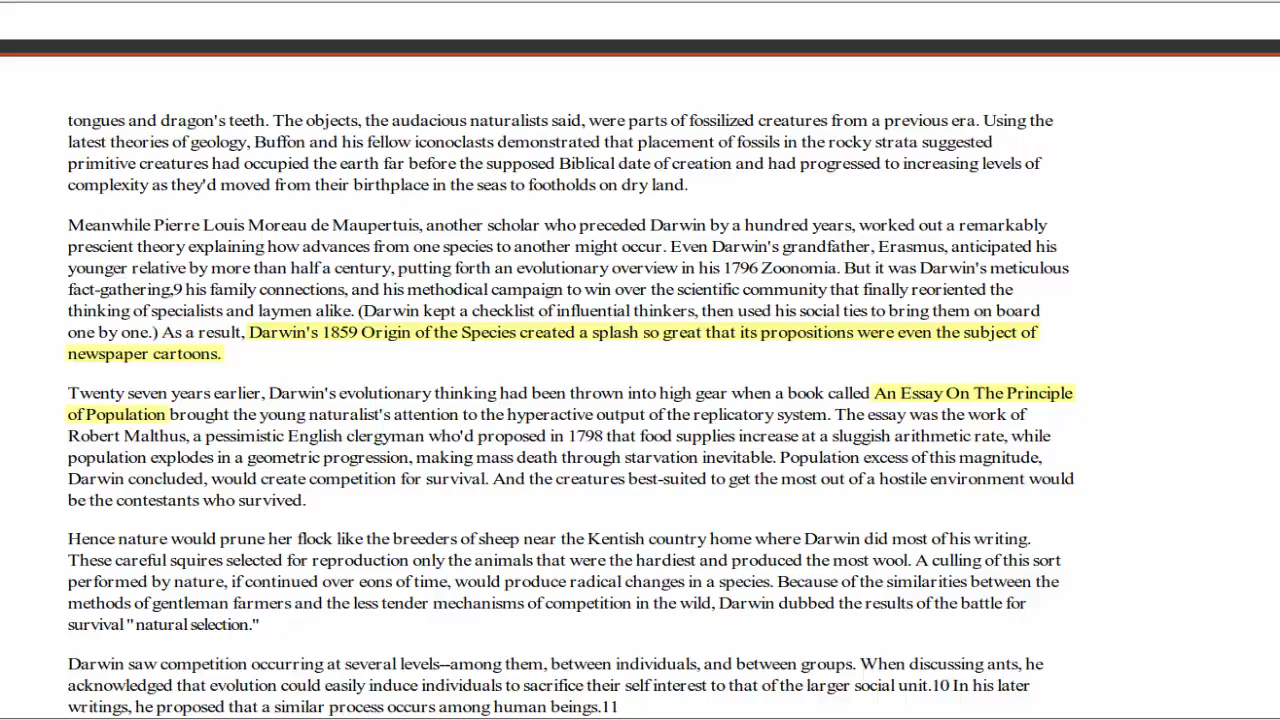 tongues and dragon's teeth. The objects, the audacious naturalists said, were parts of fossilized creatures from a previous era. Using the
latest theories of geology, Buffon and his fellow iconoclasts demonstrated that placement of fossils in the rocky strata suggested
primitive creatures had occupied the earth far before the supposed Biblical date of creation and had progressed to increasing levels of
complexity as they'd moved from their birthplace in the seas to footholds on dry land.
Meanwhile Pierre Louis Moreau de Maupertuis, another scholar who preceded Darwin by a hundred years, worked out a remarkably
prescient theory explaining how advances from one species to another might occur. Even Darwin's grandfather, Erasmus, anticipated his
younger relative by more than half a century, putting forth an evolutionary overview in his 1796 Zoonomia. But it was Darwin's meticulous
fact-gathering,9 his family connections, and his methodical campaign to win over the scientific community that finally reoriented the
thinking of specialists and laymen alike. (Darwin kept a checklist of influential thinkers, then used his social ties to bring them on board
one by one.) As a result, Darwin's 1859 Origin of the Species created a splash so great that its propositions were even the subject of
newspaper cartoons.
Twenty seven years earlier, Darwin's evolutionary thinking had been thrown into high gear when a book called An Essay On The Principle
of Population brought the young naturalist's attention to the hyperactive output of the replicatory system. The essay was the work of
Robert Malthus, a pessimistic English clergyman who'd proposed in 1798 that food supplies increase at a sluggish arithmetic rate, while
population explodes in a geometric progression, making mass death through starvation inevitable. Population excess of this magnitude,
Darwin concluded, would create competition for survival. And the creatures best-suited to get the most out of a hostile environment would
be the contestants who survived.
Hence nature would prune her flock like the breeders of sheep near the Kentish country home where Darwin did most of his writing.
These careful squires selected for reproduction only the animals that were the hardiest and produced the most wool. A culling of this sort
performed by nature, if continued over eons of time, would produce radical changes in a species. Because of the similarities between the
methods of gentleman farmers and the less tender mechanisms of competition in the wild, Darwin dubbed the results of the battle for
survival "natural selection."
Darwin saw competition occurring at several levels--among them, between individuals, and between groups. When discussing ants, he
acknowledged that evolution could easily induce individuals to sacrifice their self interest to that of the larger social unit.10 In his later
writings, he proposed that a similar process occurs among human beings.11